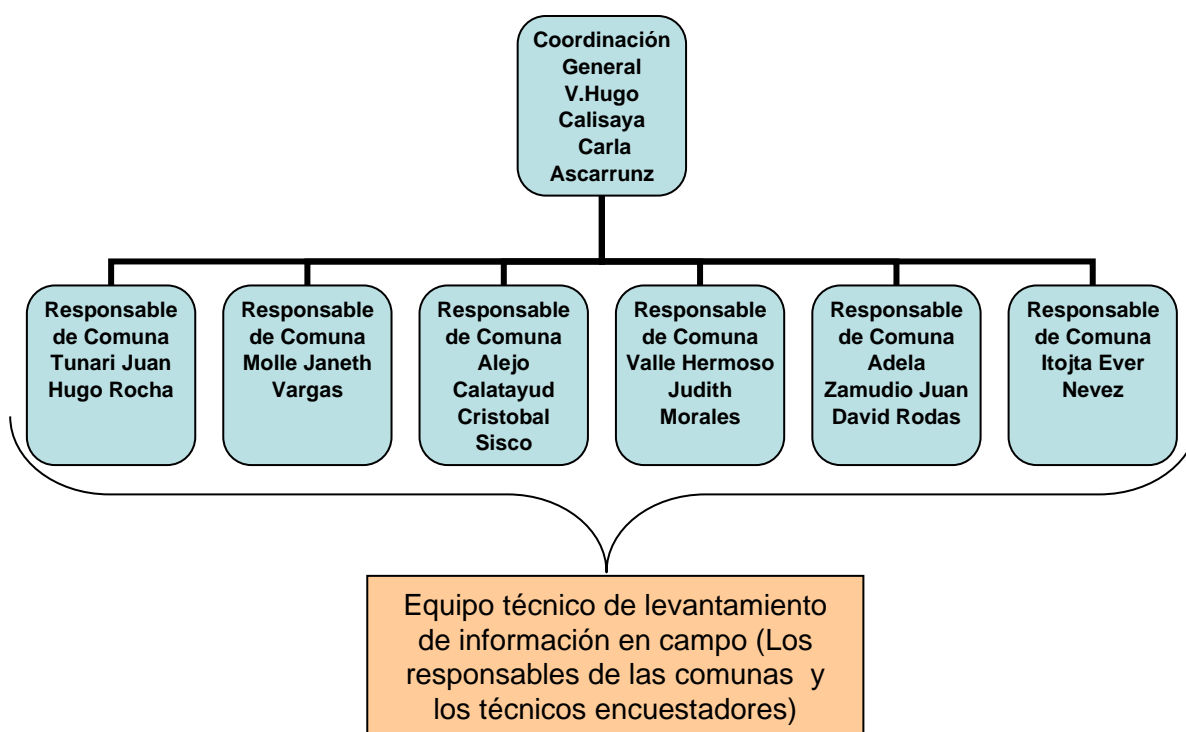 Coordinación
General
V.Hugo
Calisaya
Carla
Ascarrunz
Responsable
de Comuna
Tunari Juan
Hugo Rocha
Responsable
de Comuna
Molle Janeth
Vargas
Responsable
de Comuna
Alejo
Calatayud
Cristobal
Sisco
Responsable
de Comuna
Valle Hermoso
Judith
Morales
Responsable
de Comuna
Adela
Zamudio Juan
David Rodas
Responsable
de Comuna
Itojta Ever
Nevez
Equipo técnico de levantamiento
de información en campo (Los
responsables de las comunas y
los técnicos encuestadores)